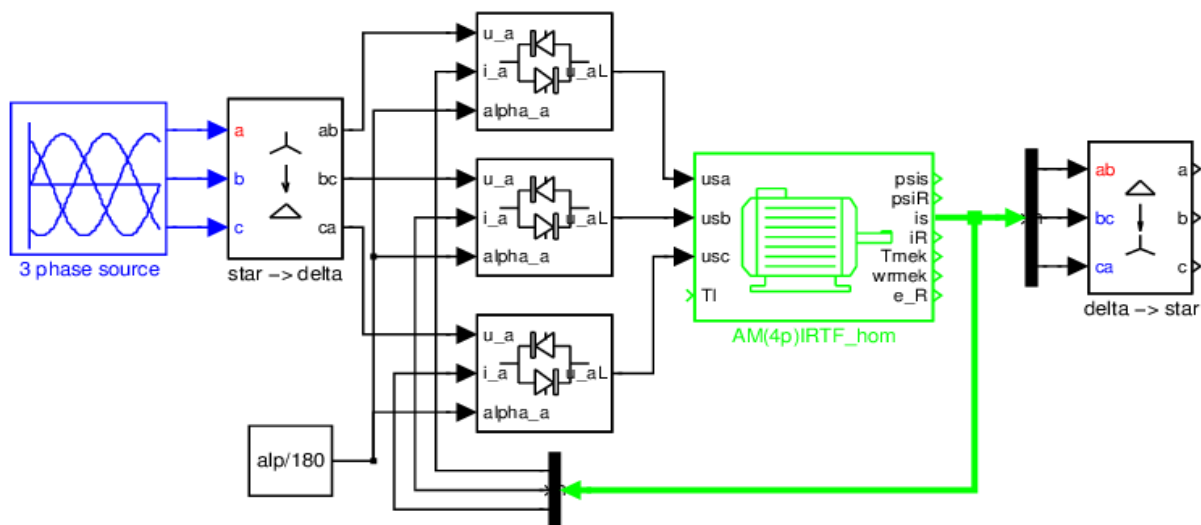 3 phase source
a
b
c
ab
bc
ca
star -> delta
u_a
i_a
alpha_a
u_aL
u_a
i_a
alpha_a
u_aL
u_a
i_a
alpha_a
u_aL
alp/180
usa
usb
usc
Tl
psis
psiR
is
iR
Tmek
wrmek
e_R
AM(4p)IRTF_hom
ab
bc
ca
a
b
c
delta -> star